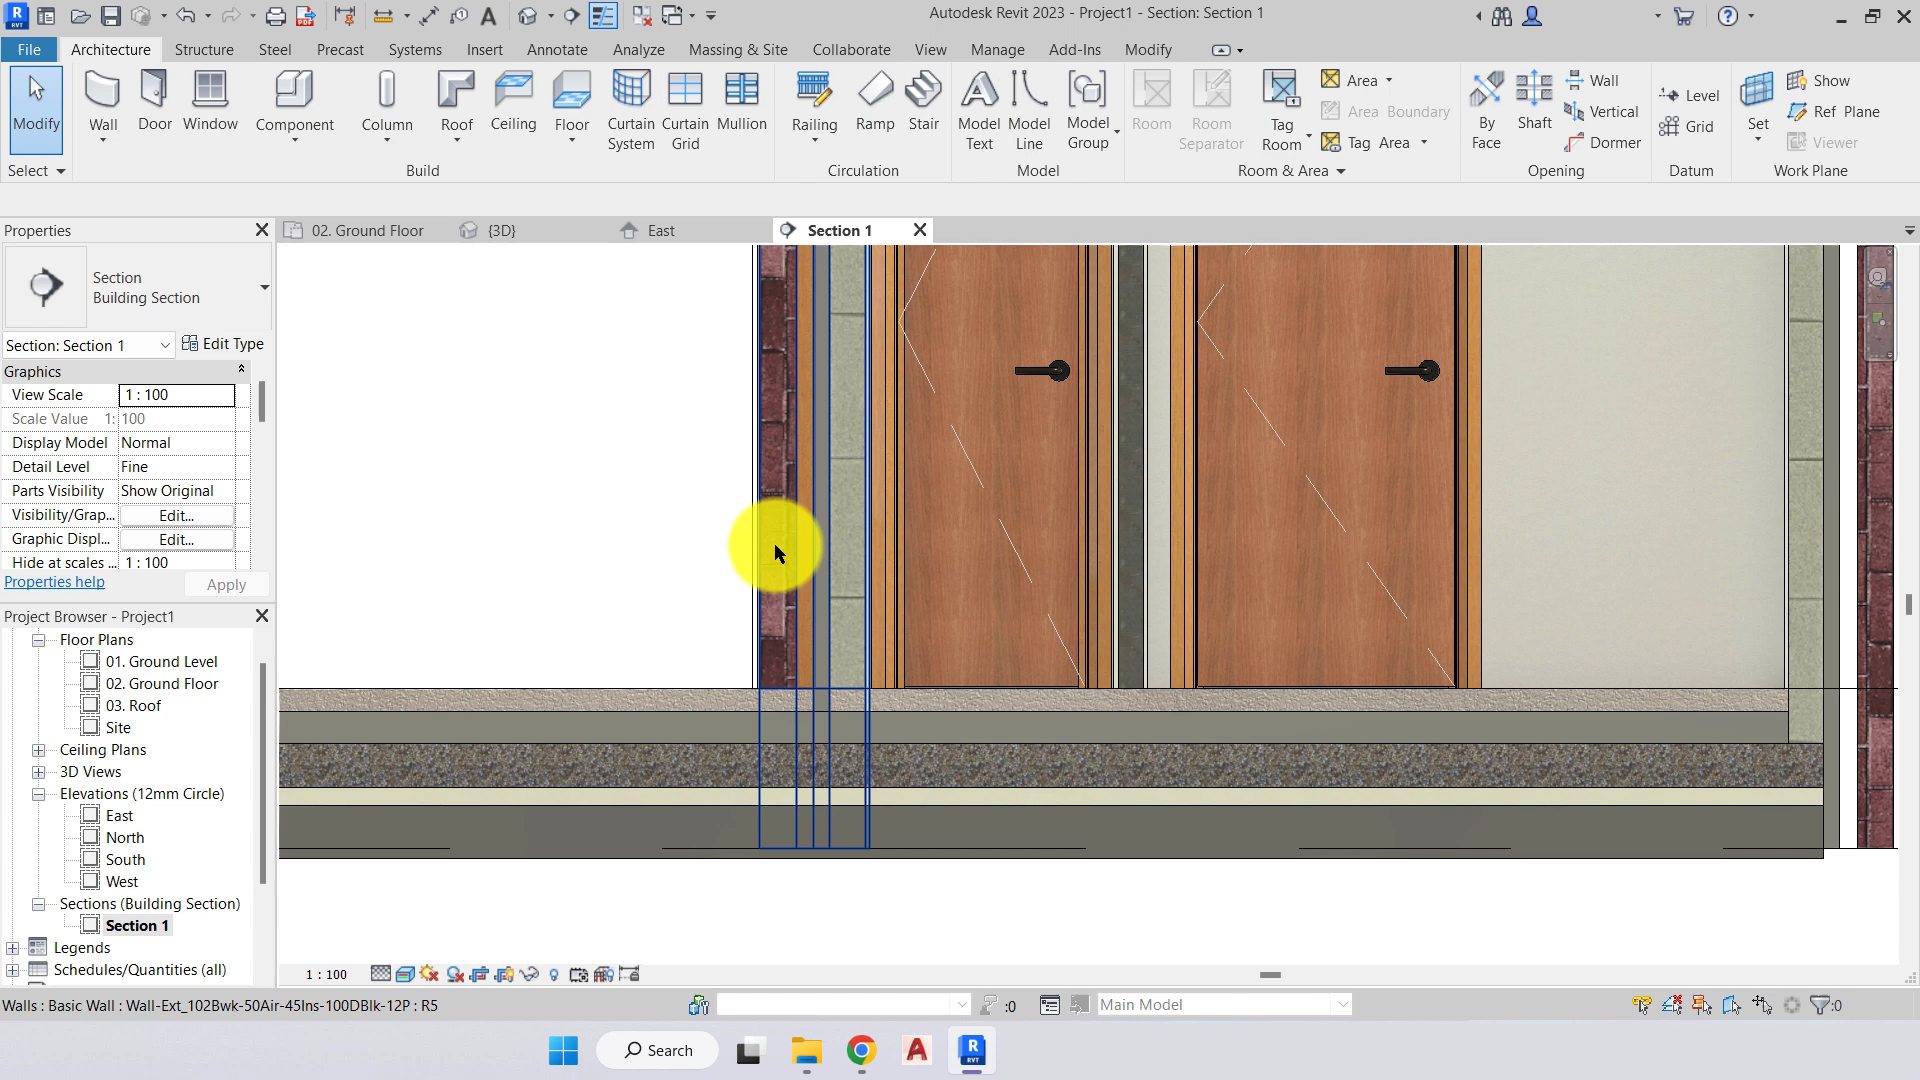 Autodesk Revit 2023 - Project1 - Section: Section 1
File Architecture Structure Steel Precast Systems Insert Annotate Analyze Massing & Site Collaborate View Manage Add-Ins Modify
Modify
Select
Wall Door Window Component Column Roof Ceiling Floor Curtain System Curtain Grid Mullion
Build
Railing Ramp Stair
Circulation
Model Text Model Line Model Group
Model
Room Room Separator Tag Room Area Area Boundary Tag Area
Room & Area
By Face Shaft Wall Vertical Dormer
Opening
Level Grid
Datum
Set Show Ref Plane Viewer
Work Plane
Properties
02. Ground Floor {3D} East Section 1
Section
Building Section
Section: Section 1 Edit Type
Graphics
View Scale 1 : 100
Scale Value 1: 100
Display Model Normal
Detail Level Fine
Parts Visibility Show Original
Visibility/Grap... Edit...
Graphic Displ... Edit...
Hide at scales ... 1 : 100
Properties help Apply
Project Browser - Project1
Floor Plans
01. Ground Level
02. Ground Floor
03. Roof
Site
Ceiling Plans
3D Views
Elevations (12mm Circle)
East
North
South
West
Sections (Building Section)
Section 1
Legends
Schedules/Quantities (all)
1 : 100
Walls : Basic Wall : Wall-Ext_102Bwk-50Air-45Ins-100DBlk-12P : R5
:0
Main Model
:0
Search
R
RVT